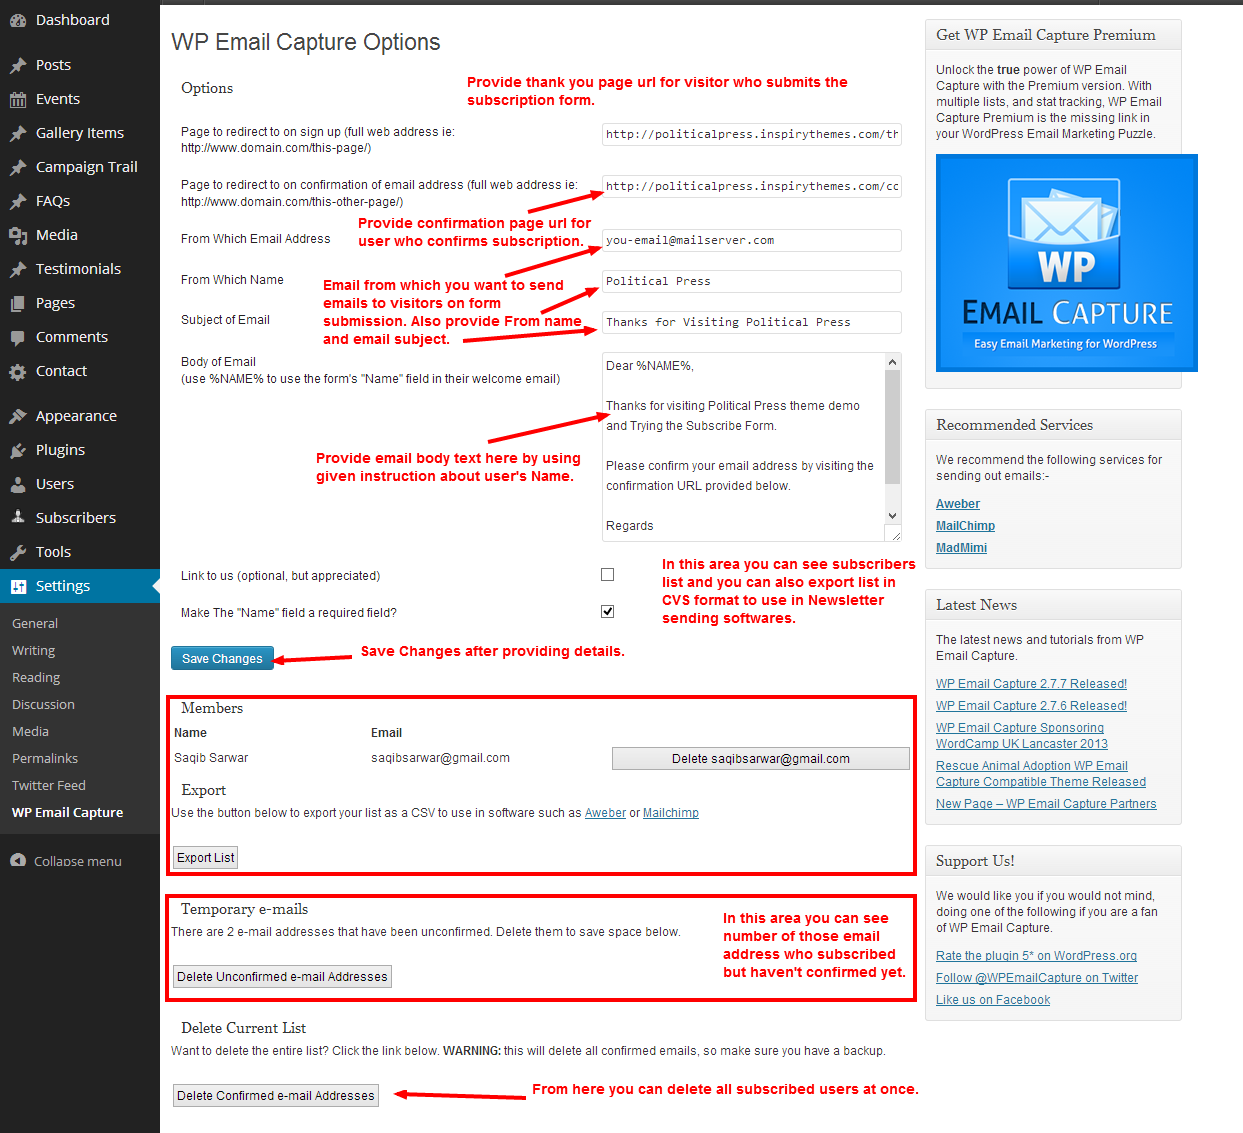 Dashboard
Posts
Events
Gallery Items
Campaign Trail
FAQs
Media
Testimonials
Pages
Comments
Contact
Appearance
Plugins
Users
Subscribers
Tools
Settings
General
Writing
Reading
Discussion
Media
Permalinks
Twitter Feed
WP Email Capture
Collapse menu
WP Email Capture Options
Options
Provide thank you page url for visitor who submits the
subscription form.
Page to redirect to on sign up (full web address ie:
http://www.domain.com/this-page/)
http://politicalpress.inspirythemes.com/th
Page to redirect to on confirmation of email address (full web address ie:
http://www.domain.com/this-other-page/)
http://politicalpress.inspirythemes.com/cc
Provide confirmation page url for
user who confirms subscription.
From Which Email Address
you-email@mailserver.com
From Which Name
Political Press
Email from which you want to send
emails to visitors on form
submission. Also provide From name
and email subject.
Subject of Email
Thanks for Visiting Political Press
Body of Email
(use %NAME% to use the form's "Name" field in their welcome email)
Dear %NAME%,
Thanks for visiting Political Press theme demo
and Trying the Subscribe Form.
Please confirm your email address by visiting the
confirmation URL provided below.
Regards
Provide email body text here by using
given instruction about user's Name.
Link to us (optional, but appreciated)
Make The "Name" field a required field?
In this area you can see subscribers
list and you can also export list in
CVS format to use in Newsletter
sending softwares.
Save Changes
Save Changes after providing details.
Members
Name Email
Saqib Sarwar saqibsarwar@gmail.com Delete saqibsarwar@gmail.com
Export
Use the button below to export your list as a CSV to use in software such as Aweber or Mailchimp
Export List
Temporary e-mails
There are 2 e-mail addresses that have been unconfirmed. Delete them to save space below.
Delete Unconfirmed e-mail Addresses
In this area you can see
number of those email
address who subscribed
but haven't confirmed yet.
Delete Current List
Want to delete the entire list? Click the link below. WARNING: this will delete all confirmed emails, so make sure you have a backup.
Delete Confirmed e-mail Addresses
From here you can delete all subscribed users at once.
Get WP Email Capture Premium
Unlock the true power of WP Email
Capture with the Premium version. With
multiple lists, and stat tracking, WP Email
Capture Premium is the missing link in
your WordPress Email Marketing Puzzle.
WP
EMAIL CAPTURE
Easy Email Marketing for WordPress
Recommended Services
We recommend the following services for
sending out emails:-
Aweber
MailChimp
MadMimi
Latest News
The latest news and tutorials from WP
Email Capture.
WP Email Capture 2.7.7 Released!
WP Email Capture 2.7.6 Released!
WP Email Capture Sponsoring
WordCamp UK Lancaster 2013
Rescue Animal Adoption WP Email
Capture Compatible Theme Released
New Page – WP Email Capture Partners
Support Us!
We would like you if you would not mind,
doing one of the following if you are a fan
of WP Email Capture.
Rate the plugin 5* on WordPress.org
Follow @WPEmailCapture on Twitter
Like us on Facebook